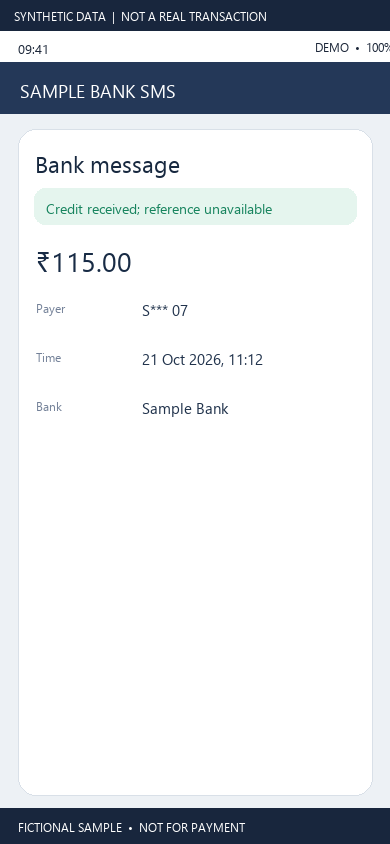 SYNTHETIC DATA | NOT A REAL TRANSACTION
09:41 DEMO • 100%
SAMPLE BANK SMS
Bank message
Credit received; reference unavailable
₹115.00
Payer S*** 07
Time 21 Oct 2026, 11:12
Bank Sample Bank
FICTIONAL SAMPLE • NOT FOR PAYMENT